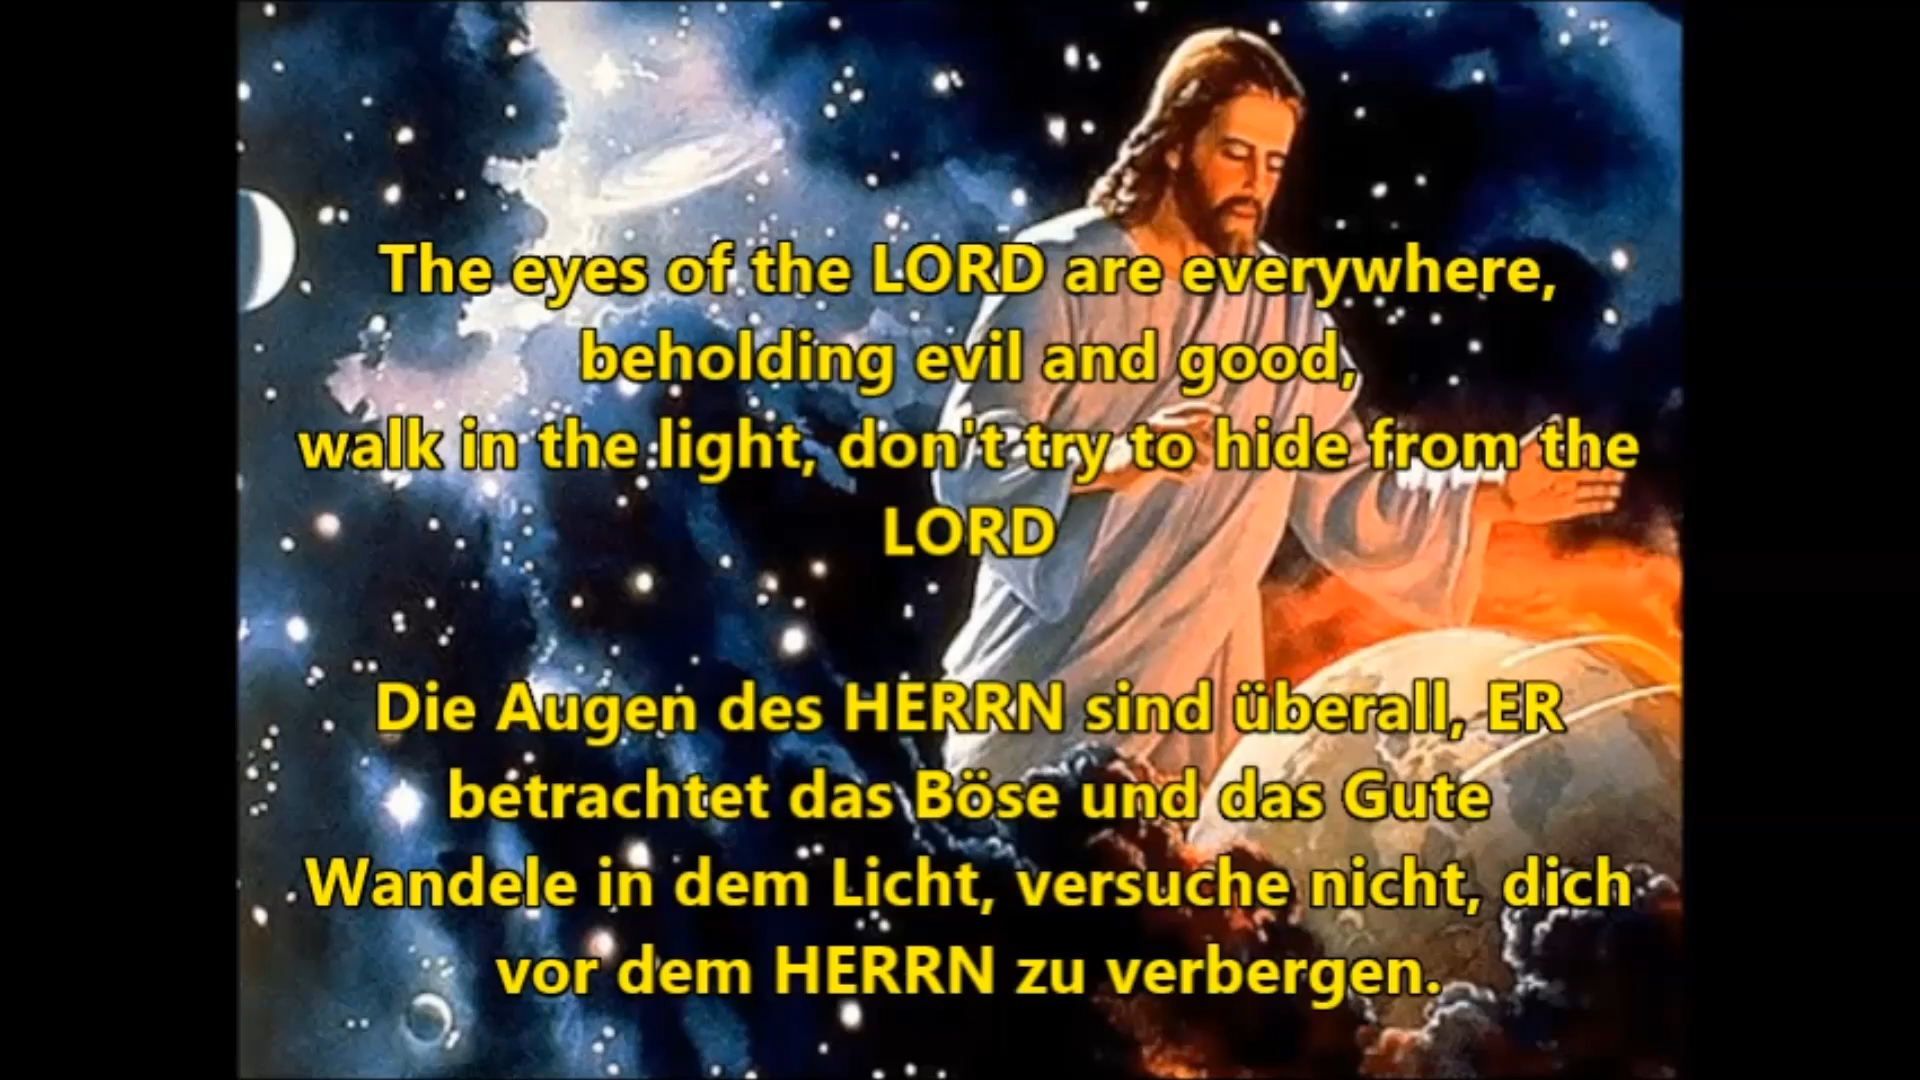 The eyes of the LORD are everywhere,
beholding evil and good,
walk in the light, don't try to hide from the
LORD
Die Augen des HERRN sind überall, ER
betrachtet das Böse und das Gute
Wandele in dem Licht, versuche nicht, dich
vor dem HERRN zu verbergen.